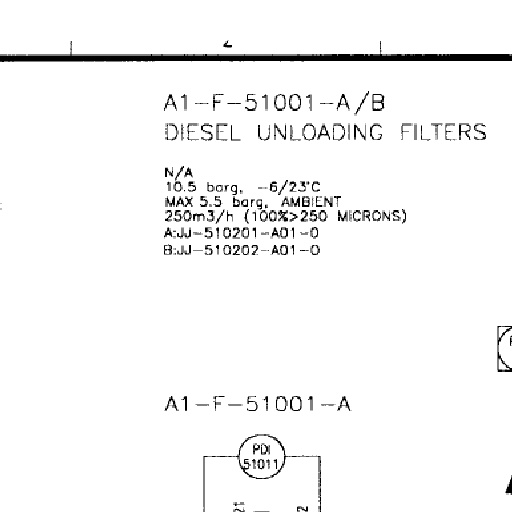 A1-F-51001-A/B
DIESEL UNLOADING FILTERS
N/A
10.5 barg, -6/23°C
MAX 5.5 barg, AMBIENT
250m3/h (100%>250 MICRONS)
A:JJ-510201-A01-0
B:JJ-510202-A01-0
A1-F-51001-A
PDI
51011